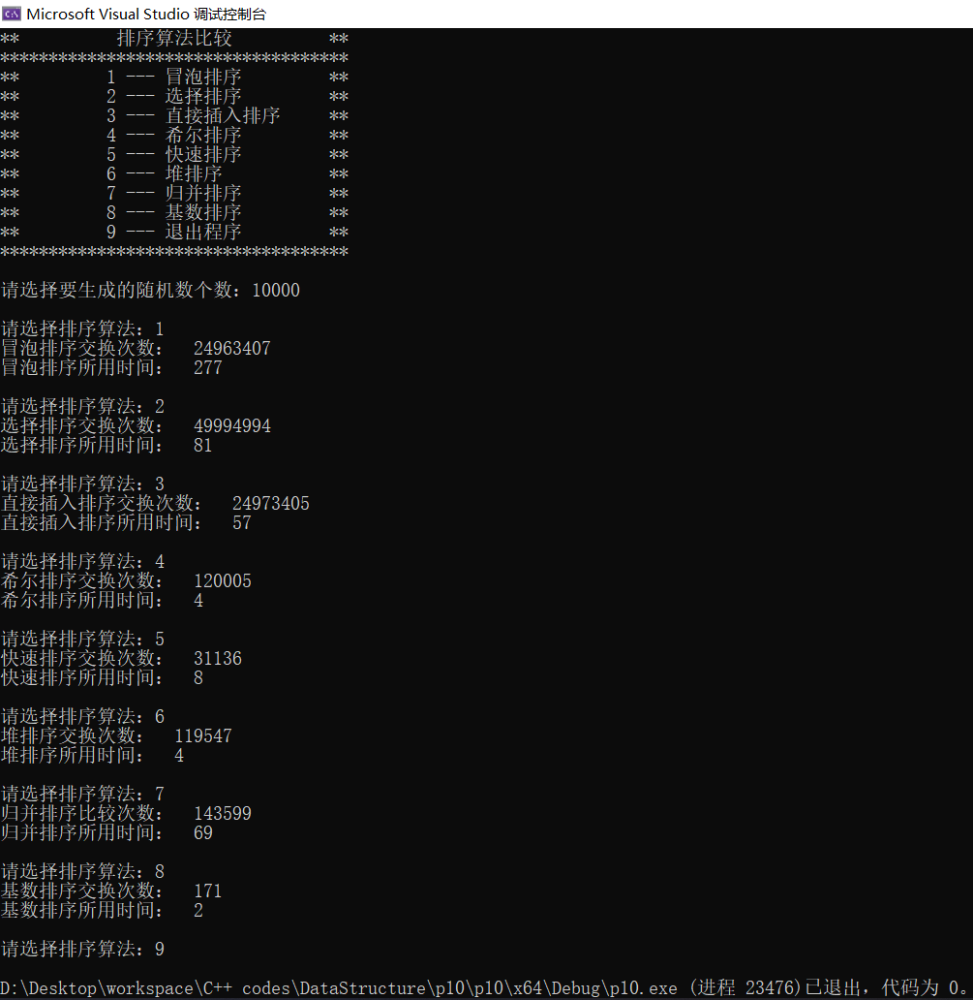 Microsoft Visual Studio 调试控制台
** 排序算法比较 **
************************************
** 1 --- 冒泡排序 **
** 2 --- 选择排序 **
** 3 --- 直接插入排序 **
** 4 --- 希尔排序 **
** 5 --- 快速排序 **
** 6 --- 堆排序 **
** 7 --- 归并排序 **
** 8 --- 基数排序 **
** 9 --- 退出程序 **
************************************
请选择要生成的随机数个数：10000
请选择排序算法：1
冒泡排序交换次数： 24963407
冒泡排序所用时间： 277
请选择排序算法：2
选择排序交换次数： 49994994
选择排序所用时间： 81
请选择排序算法：3
直接插入排序交换次数： 24973405
直接插入排序所用时间： 57
请选择排序算法：4
希尔排序交换次数： 120005
希尔排序所用时间： 4
请选择排序算法：5
快速排序交换次数： 31136
快速排序所用时间： 8
请选择排序算法：6
堆排序交换次数： 119547
堆排序所用时间： 4
请选择排序算法：7
归并排序比较次数： 143599
归并排序所用时间： 69
请选择排序算法：8
基数排序交换次数： 171
基数排序所用时间： 2
请选择排序算法：9
D:\Desktop\workspace\C++ codes\DataStructure\p10\p10\x64\Debug\p10.exe (进程 23476)已退出，代码为 0。